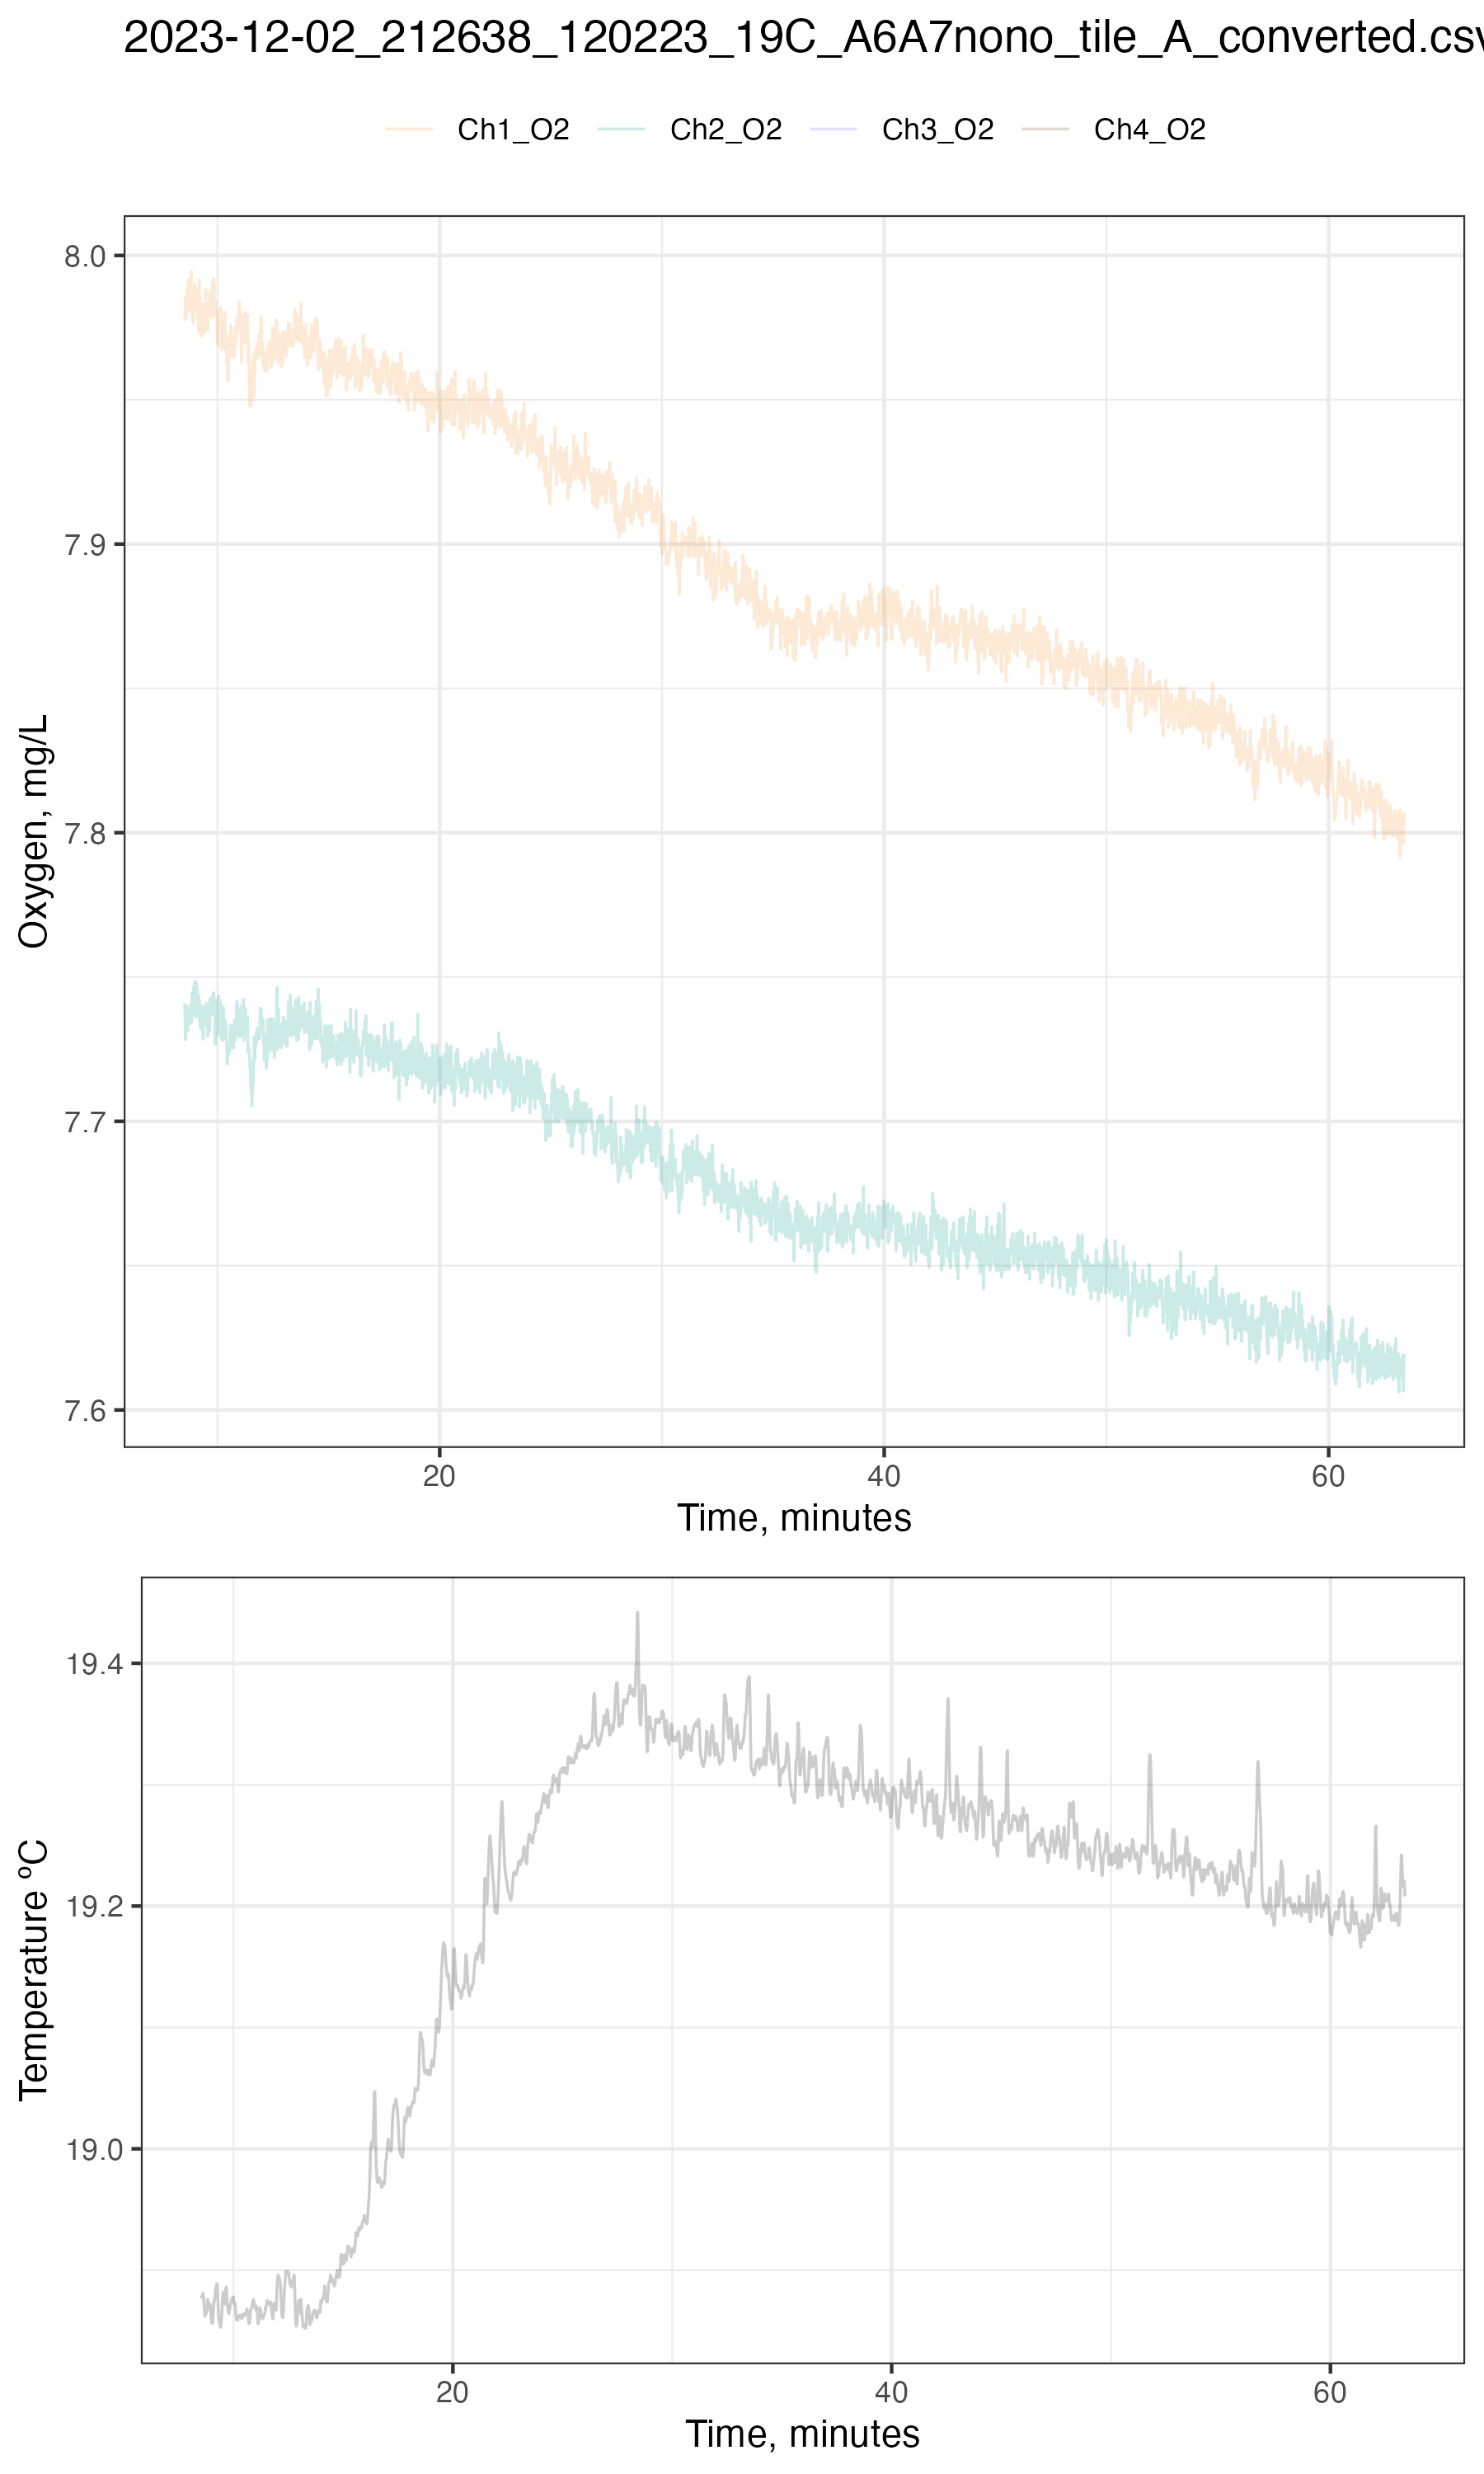 2023-12-02_212638_120223_19C_A6A7nono_tile_A_converted.csv
Ch1_O2 Ch2_O2 Ch3_O2 Ch4_O2
8.0
7.9
7.8
7.7
7.6
Oxygen, mg/L
20 40 60
Time, minutes
19.4
19.2
19.0
Temperature ºC
20 40 60
Time, minutes